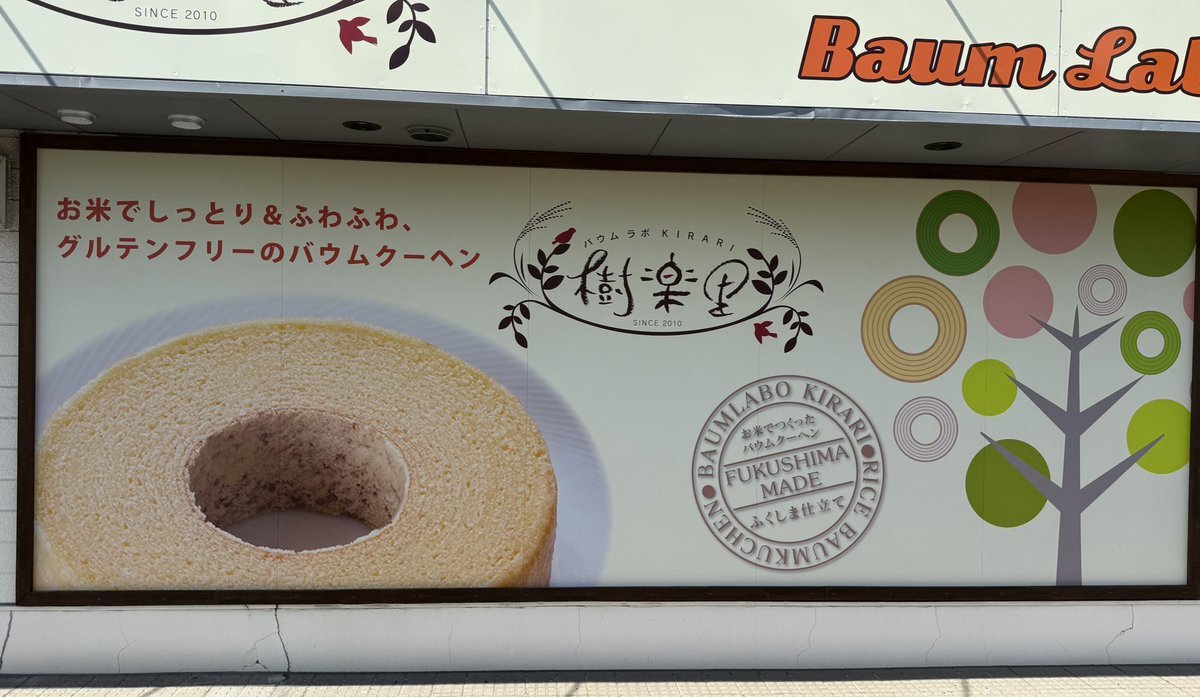 SINCE 2010
Baum Lab
お米でしっとり＆ふわふわ、
グルテンフリーのバウムクーヘン
バウムラボ KIRARI
樹楽里
SINCE 2010
BAUMLABO KIRARI●RICE BAUMKUCHEN●
お米でつくった
バウムクーヘン
FUKUSHIMA
MADE
ふくしま仕立て